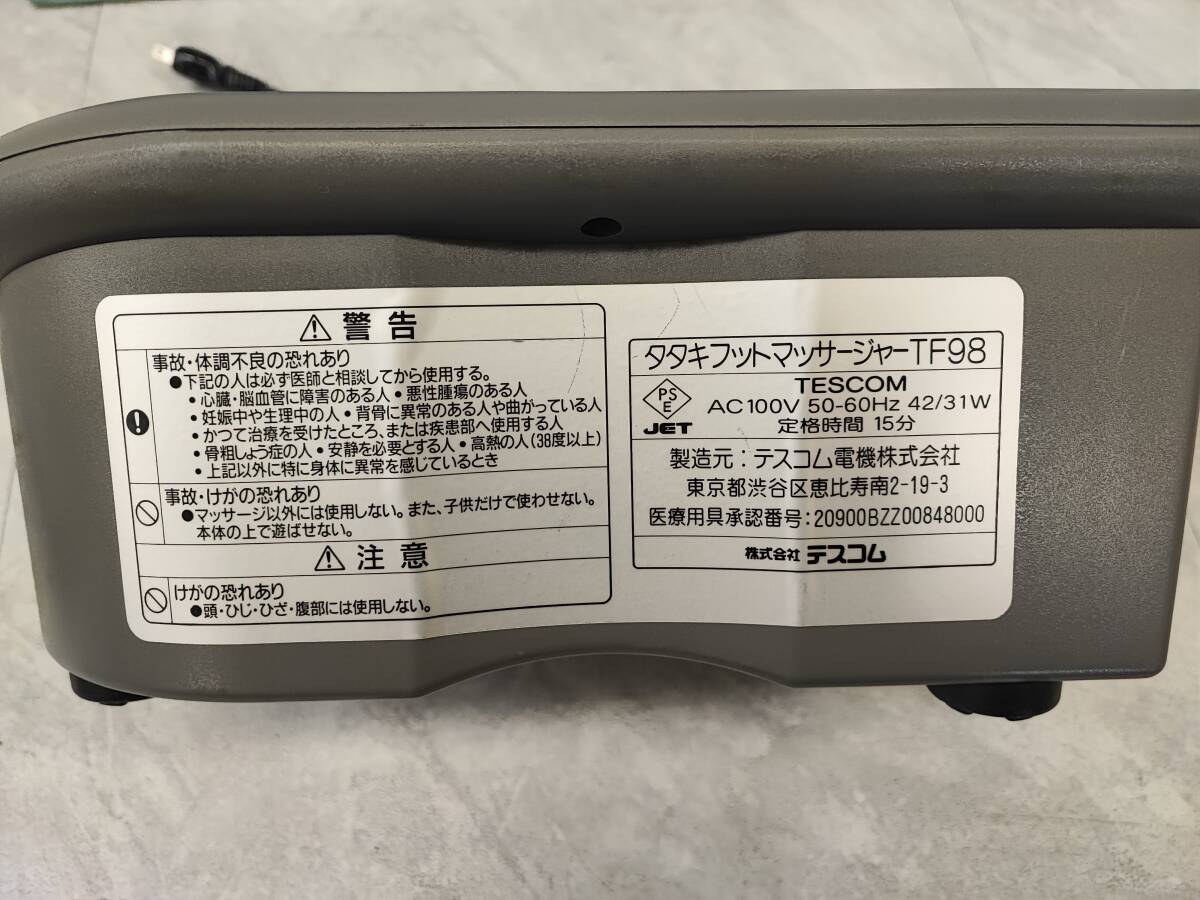 警告
事故・体調不良の恐れあり
●下記の人は必ず医師と相談してから使用する。
・心臓・脳血管に障害のある人・悪性腫瘍のある人
・妊娠中や生理中の人・背骨に異常のある人や曲がっている人
・かつて治療を受けたところ、または疾患部へ使用する人
・骨粗しょう症の人・安静を必要とする人・高熱の人(38度以上)
・上記以外に特に身体に異常を感じているとき
事故・けがの恐れあり
●マッサージ以外には使用しない。また、子供だけで使わせない。
本体の上で遊ばせない。
注意
けがの恐れあり
●頭・ひじ・ひざ・腹部には使用しない。
タタキフットマッサージャーTF98
PS
E
JET
TESCOM
AC100V 50-60Hz 42/31W
定格時間 15分
製造元:テスコム電機株式会社
東京都渋谷区恵比寿南2-19-3
医療用具承認番号:20900BZZ00848000
株式会社 テスコム